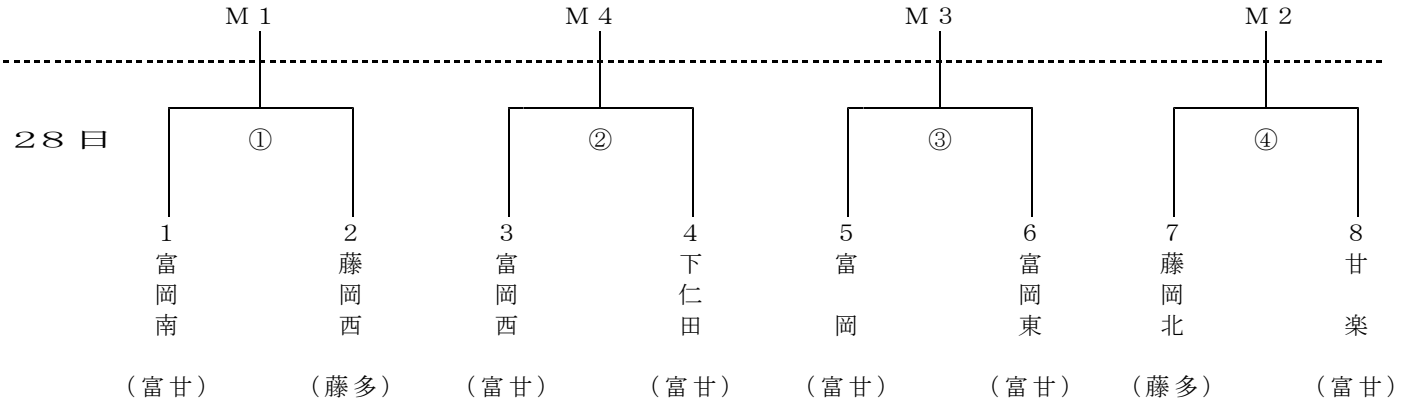 M1 M4 M3 M2
28日 ① ② ③ ④
1 2 3 4 5 6 7 8
富岡南 藤岡西 富岡西 下仁田 富岡 富岡東 藤岡北 甘楽
(富甘) (藤多) (富甘) (富甘) (富甘) (富甘) (藤多) (富甘)